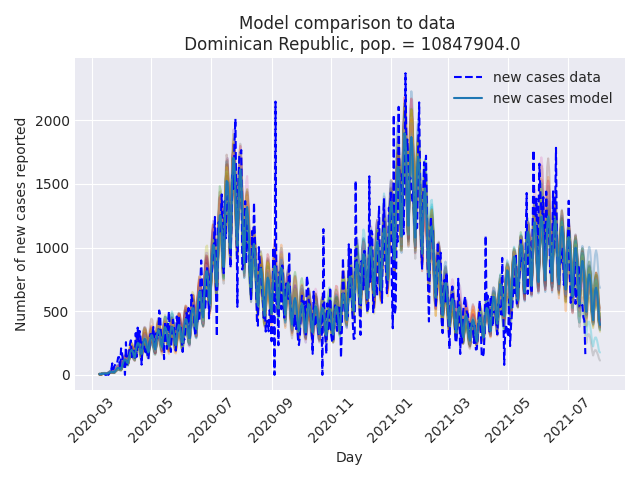 Model comparison to data
Dominican Republic, pop. = 10847904.0
new cases data
new cases model
Number of new cases reported
2000
1500
1000
500
0
2020-03
2020-05
2020-07
2020-09
2020-11
2021-01
2021-03
2021-05
2021-07
Day